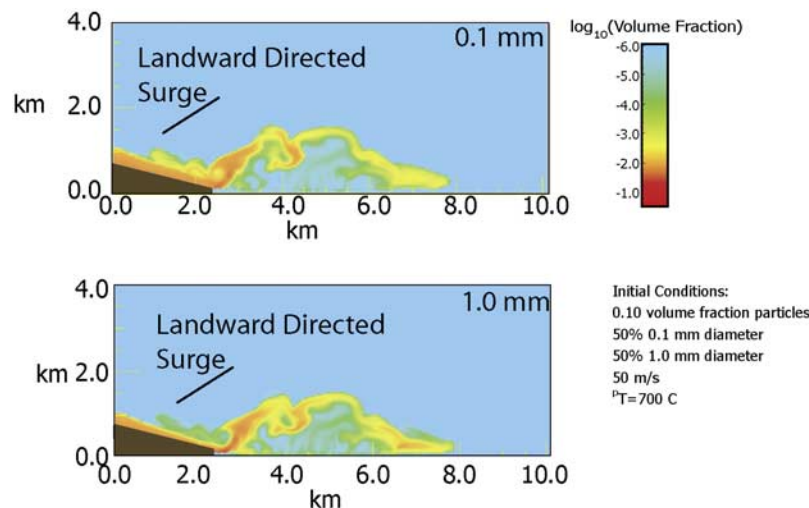 4.0
km
2.0
0.0
Landward Directed
Surge
0.1 mm
0.0 2.0 4.0 6.0 8.0 10.0
km
log10(Volume Fraction)
-6.0
-5.0
-4.0
-3.0
-2.0
-1.0
4.0
km 2.0
0.0
Landward Directed
Surge
1.0 mm
0.0 2.0 4.0 6.0 8.0 10.0
km
Initial Conditions:
0.10 volume fraction particles
50% 0.1 mm diameter
50% 1.0 mm diameter
50 m/s
PT=700 C